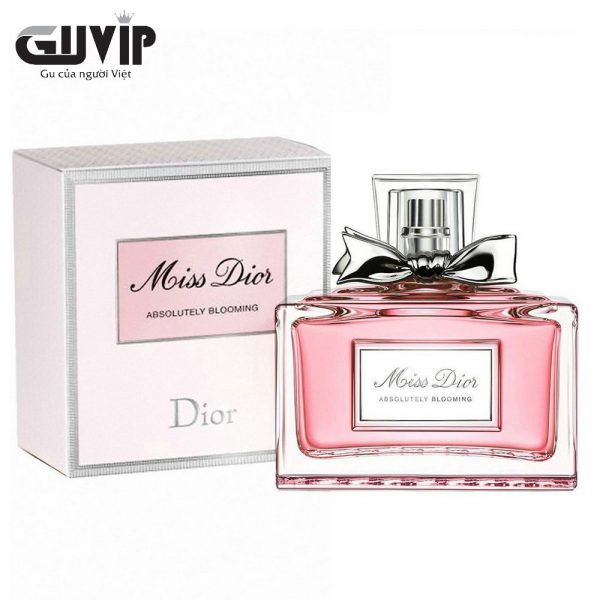 GUVIP
Gu của người Việt
Miss Dior
ABSOLUTELY BLOOMING
Dior
Miss Dior
ABSOLUTELY BLOOMING